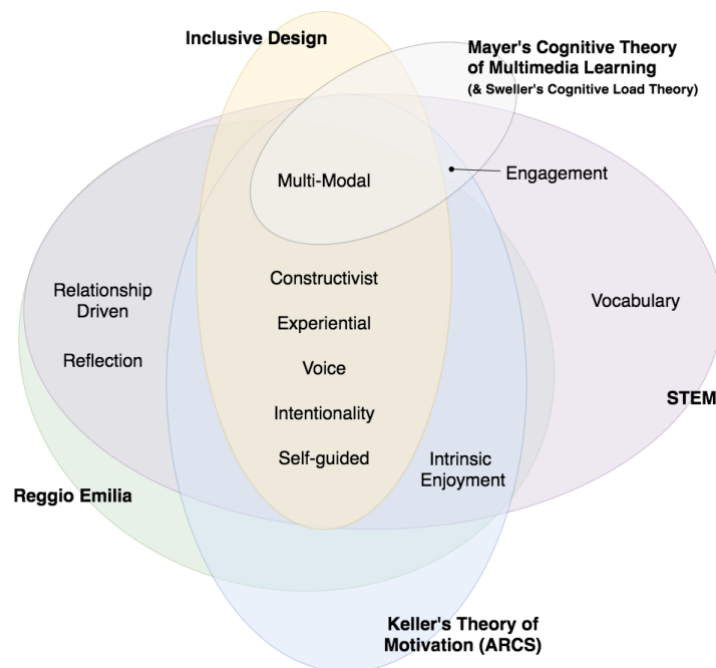 Inclusive Design
Mayer's Cognitive Theory
of Multimedia Learning
(& Sweller's Cognitive Load Theory)
Multi-Modal
Engagement
Constructivist
Relationship
Driven
Vocabulary
Experiential
Reflection
Voice
STEM
Intentionality
Self-guided
Intrinsic
Enjoyment
Reggio Emilia
Keller's Theory of
Motivation (ARCS)